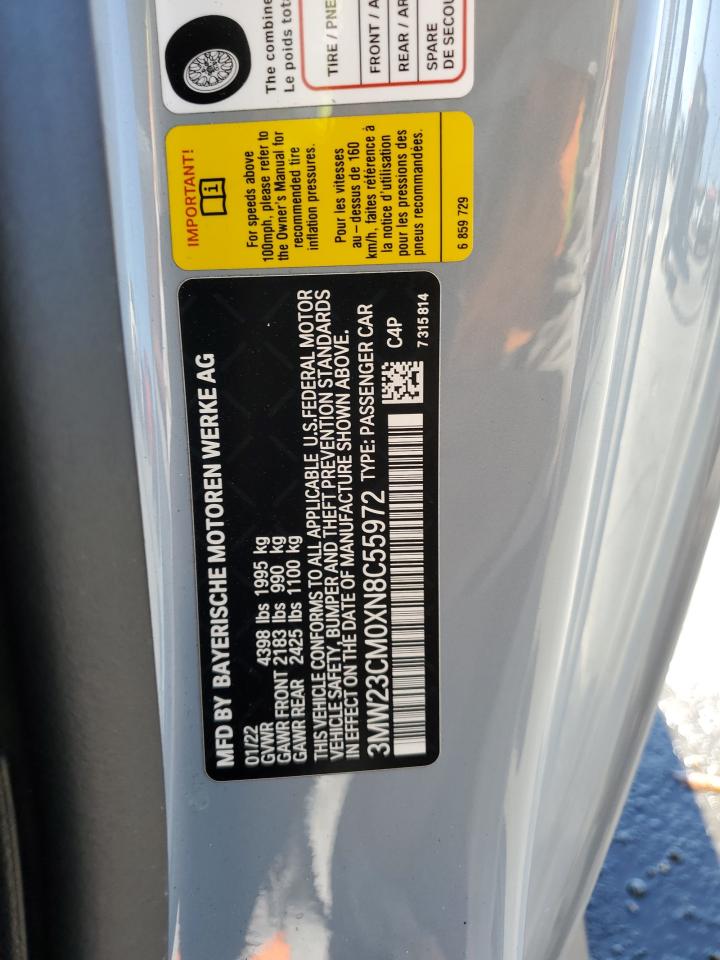 The combine
Le poids tot
TIRE / PNE
FRONT / A
REAR / AR
SPARE
DE SECOU
IMPORTANT!
i
For speeds above
100mph, please refer to
the Owner's Manual for
recommended tire
inflation pressures.
Pour les vitesses
au – dessus de 160
km/h, faites référence à
la notice d'utilisation
pour les pressions des
pneus recommandées.
6 859 729
MFD BY BAYERISCHE MOTOREN WERKE AG
01/22
GVWR 4398 lbs 1995 kg
GAWR FRONT 2183 lbs 990 kg
GAWR REAR 2425 lbs 1100 kg
THIS VEHICLE CONFORMS TO ALL APPLICABLE U.S.FEDERAL MOTOR
VEHICLE SAFETY, BUMPER AND THEFT PREVENTION STANDARDS
IN EFFECT ON THE DATE OF MANUFACTURE SHOWN ABOVE.
3MW23CM0XN8C55972 TYPE: PASSENGER CAR
C4P
7 315 814